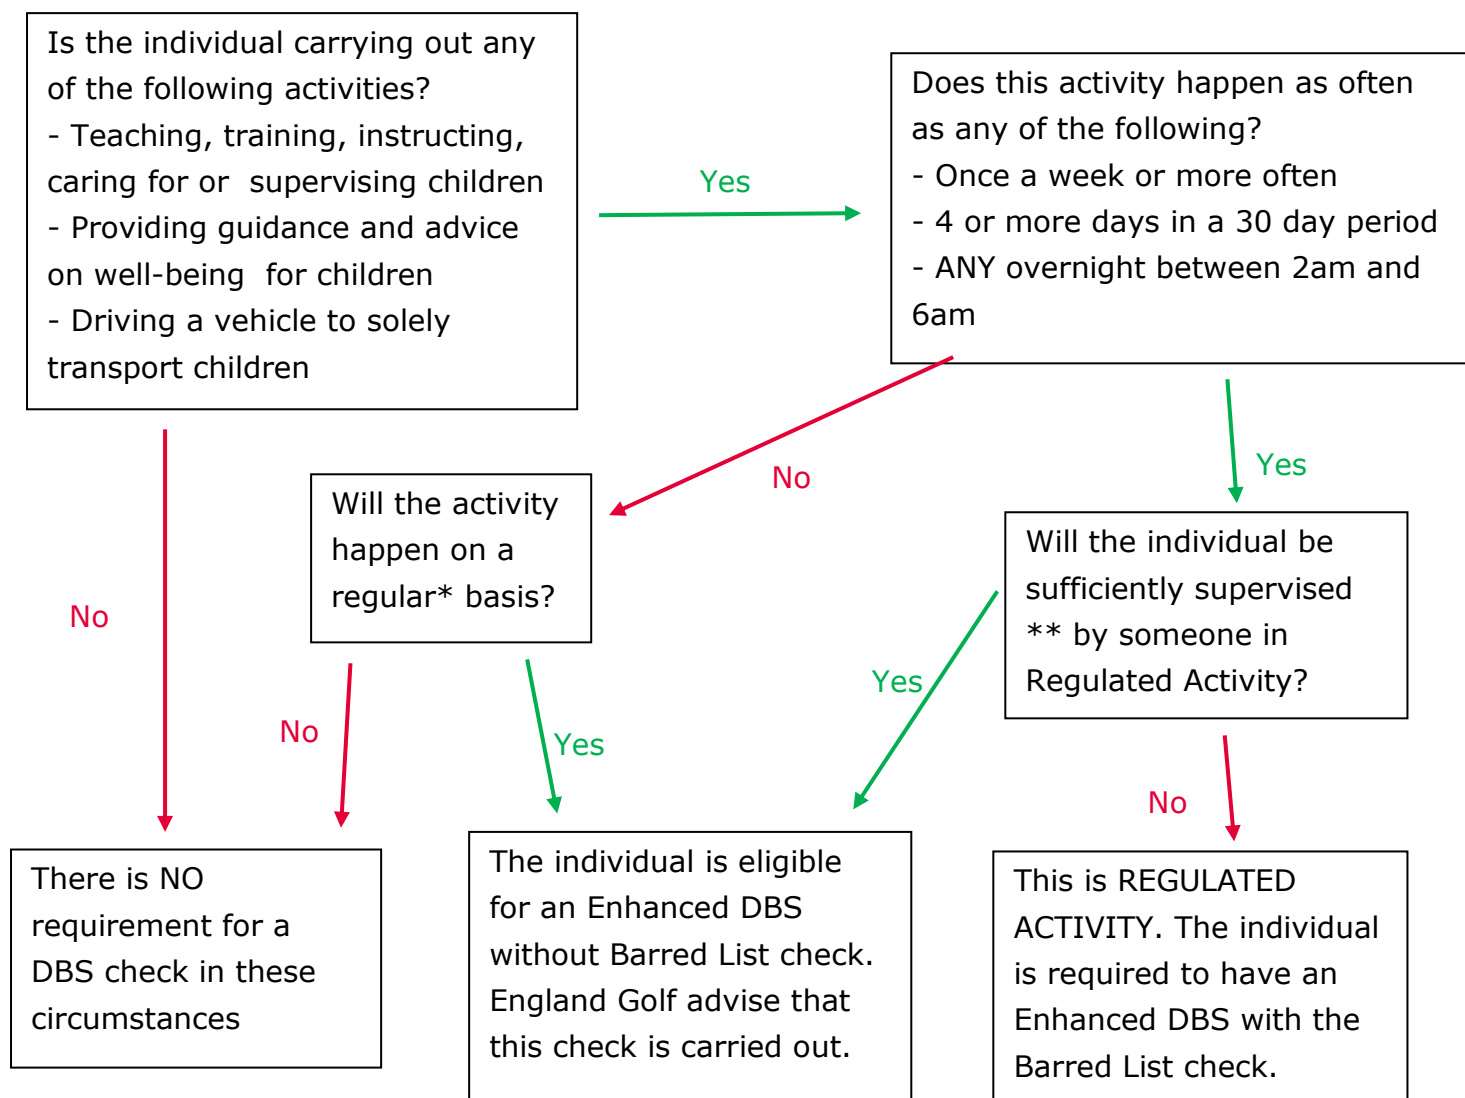 Is the individual carrying out any
of the following activities?
- Teaching, training, instructing,
caring for or  supervising children
- Providing guidance and advice
on well-being  for children
- Driving a vehicle to solely
transport children
Yes
Does this activity happen as often
as any of the following?
- Once a week or more often
- 4 or more days in a 30 day period
- ANY overnight between 2am and
6am
No
Yes
Will the activity
happen on a
regular* basis?
Will the individual be
sufficiently supervised
** by someone in
Regulated Activity?
No
No
Yes
Yes
No
There is NO
requirement for a
DBS check in these
circumstances
The individual is eligible
for an Enhanced DBS
without Barred List check.
England Golf advise that
this check is carried out.
This is REGULATED
ACTIVITY. The individual
is required to have an
Enhanced DBS with the
Barred List check.